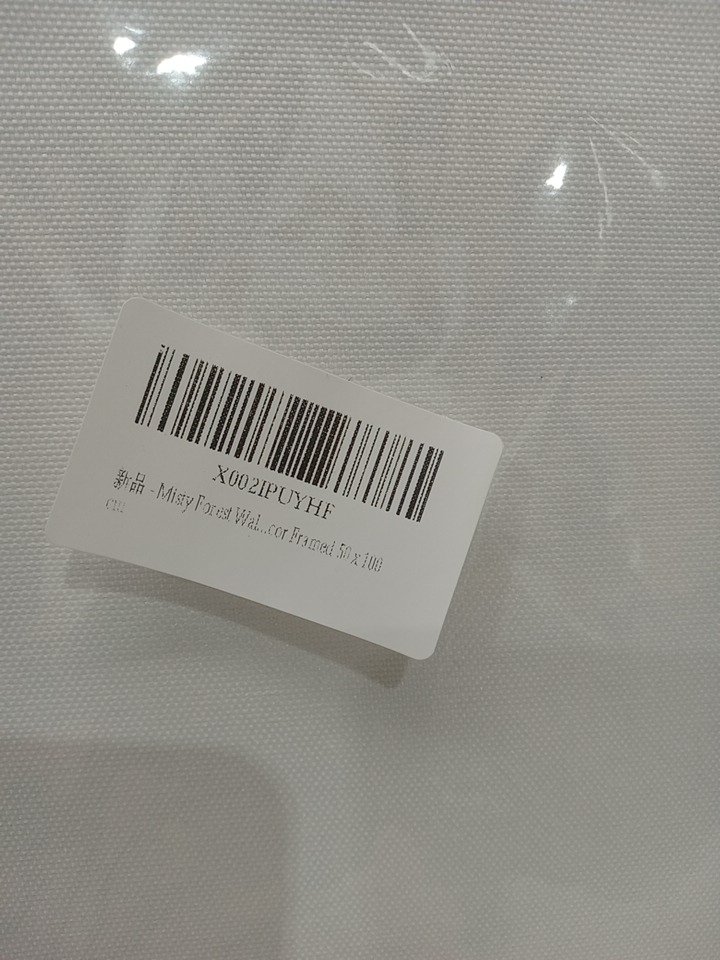 X002IPUYHF
新品 - Misty Forest Wal...cor Framed 50 x 100
cm